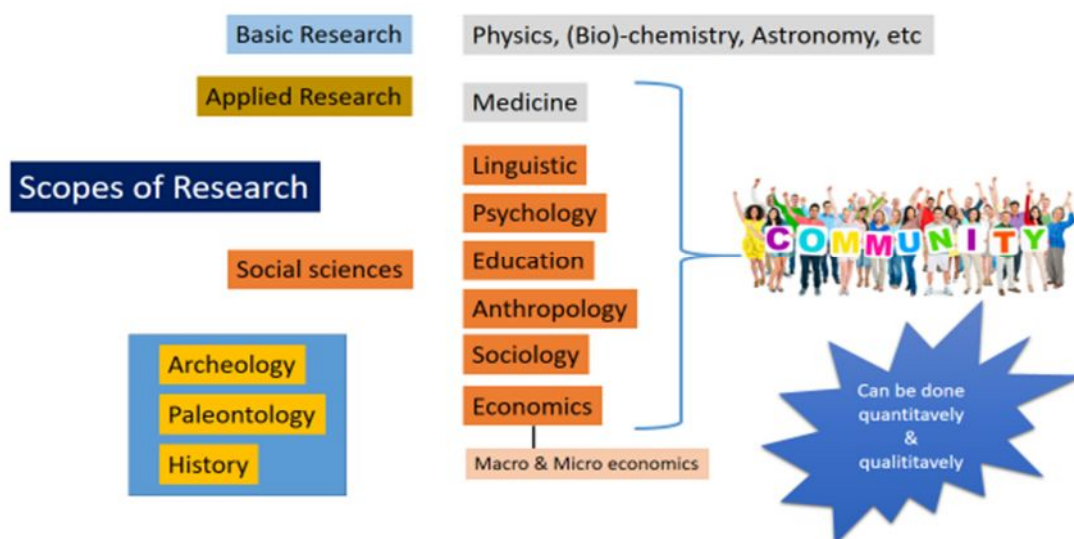 Basic Research
Physics, (Bio)-chemistry, Astronomy, etc
Applied Research
Medicine
Scopes of Research
Linguistic
Psychology
Social sciences
Education
Anthropology
Sociology
Economics
Macro & Micro economics
Archeology
Paleontology
History
COMMUNITY
Can be done
quantitavely
&
qualititavely